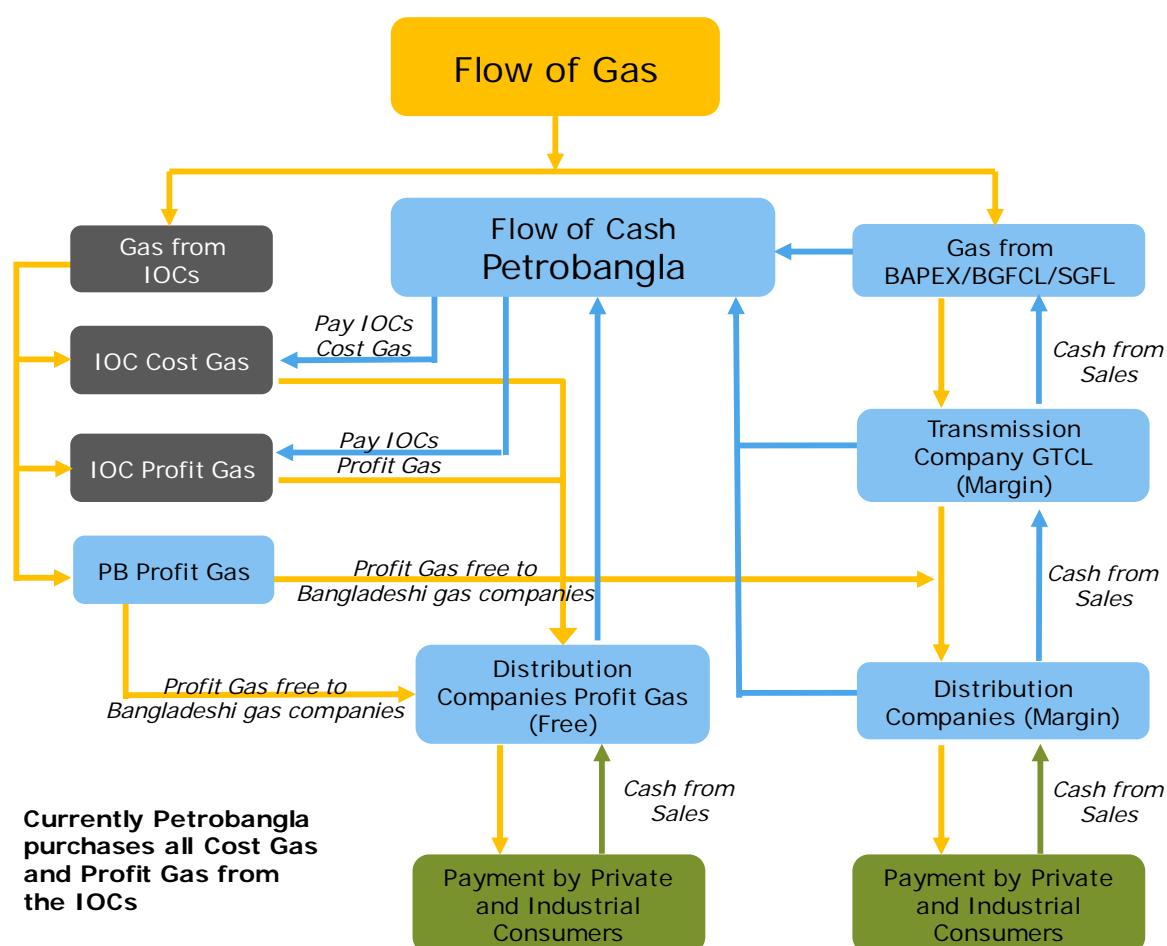 Flow of Gas
Gas from
IOCs
Flow of Cash
Petrobangla
Gas from
BAPEX/BGFCL/SGFL
Pay IOCs
Cost Gas
IOC Cost Gas
Cash from
Sales
Pay IOCs
Profit Gas
IOC Profit Gas
Transmission
Company GTCL
(Margin)
PB Profit Gas
Profit Gas free to
Bangladeshi gas companies
Cash from
Sales
Profit Gas free to
Bangladeshi gas companies
Distribution
Companies Profit Gas
(Free)
Distribution
Companies (Margin)
Cash from
Sales
Cash from
Sales
Currently Petrobangla
purchases all Cost Gas
and Profit Gas from
the IOCs
Payment by Private
and Industrial
Consumers
Payment by Private
and Industrial
Consumers